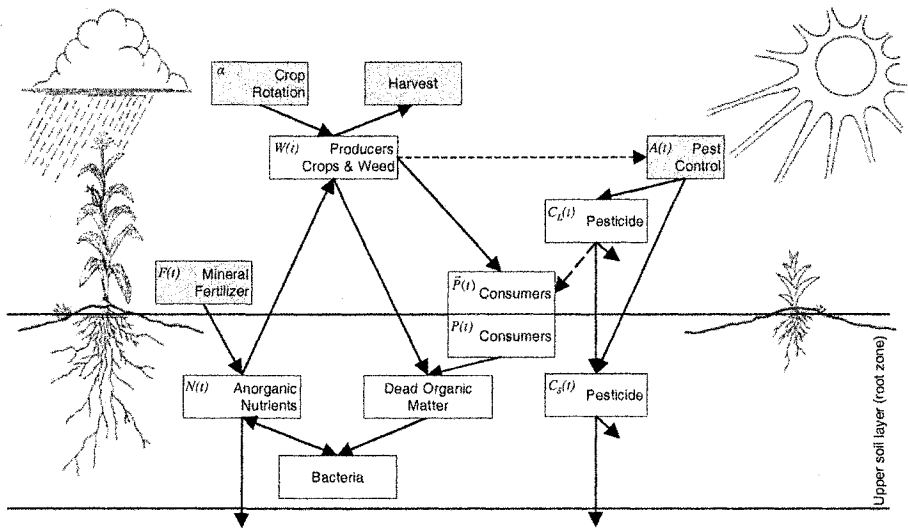 α Crop
Rotation
Harvest
W(t) Producers
Crops & Weed
A(t) Pest
Control
C_L(t) Pesticide
F(t) Mineral
Fertilizer
P̃(t) Consumers
P(t) Consumers
N(t) Anorganic
Nutrients
Dead Organic
Matter
C_S(t) Pesticide
Bacteria
Upper soil layer (root zone)